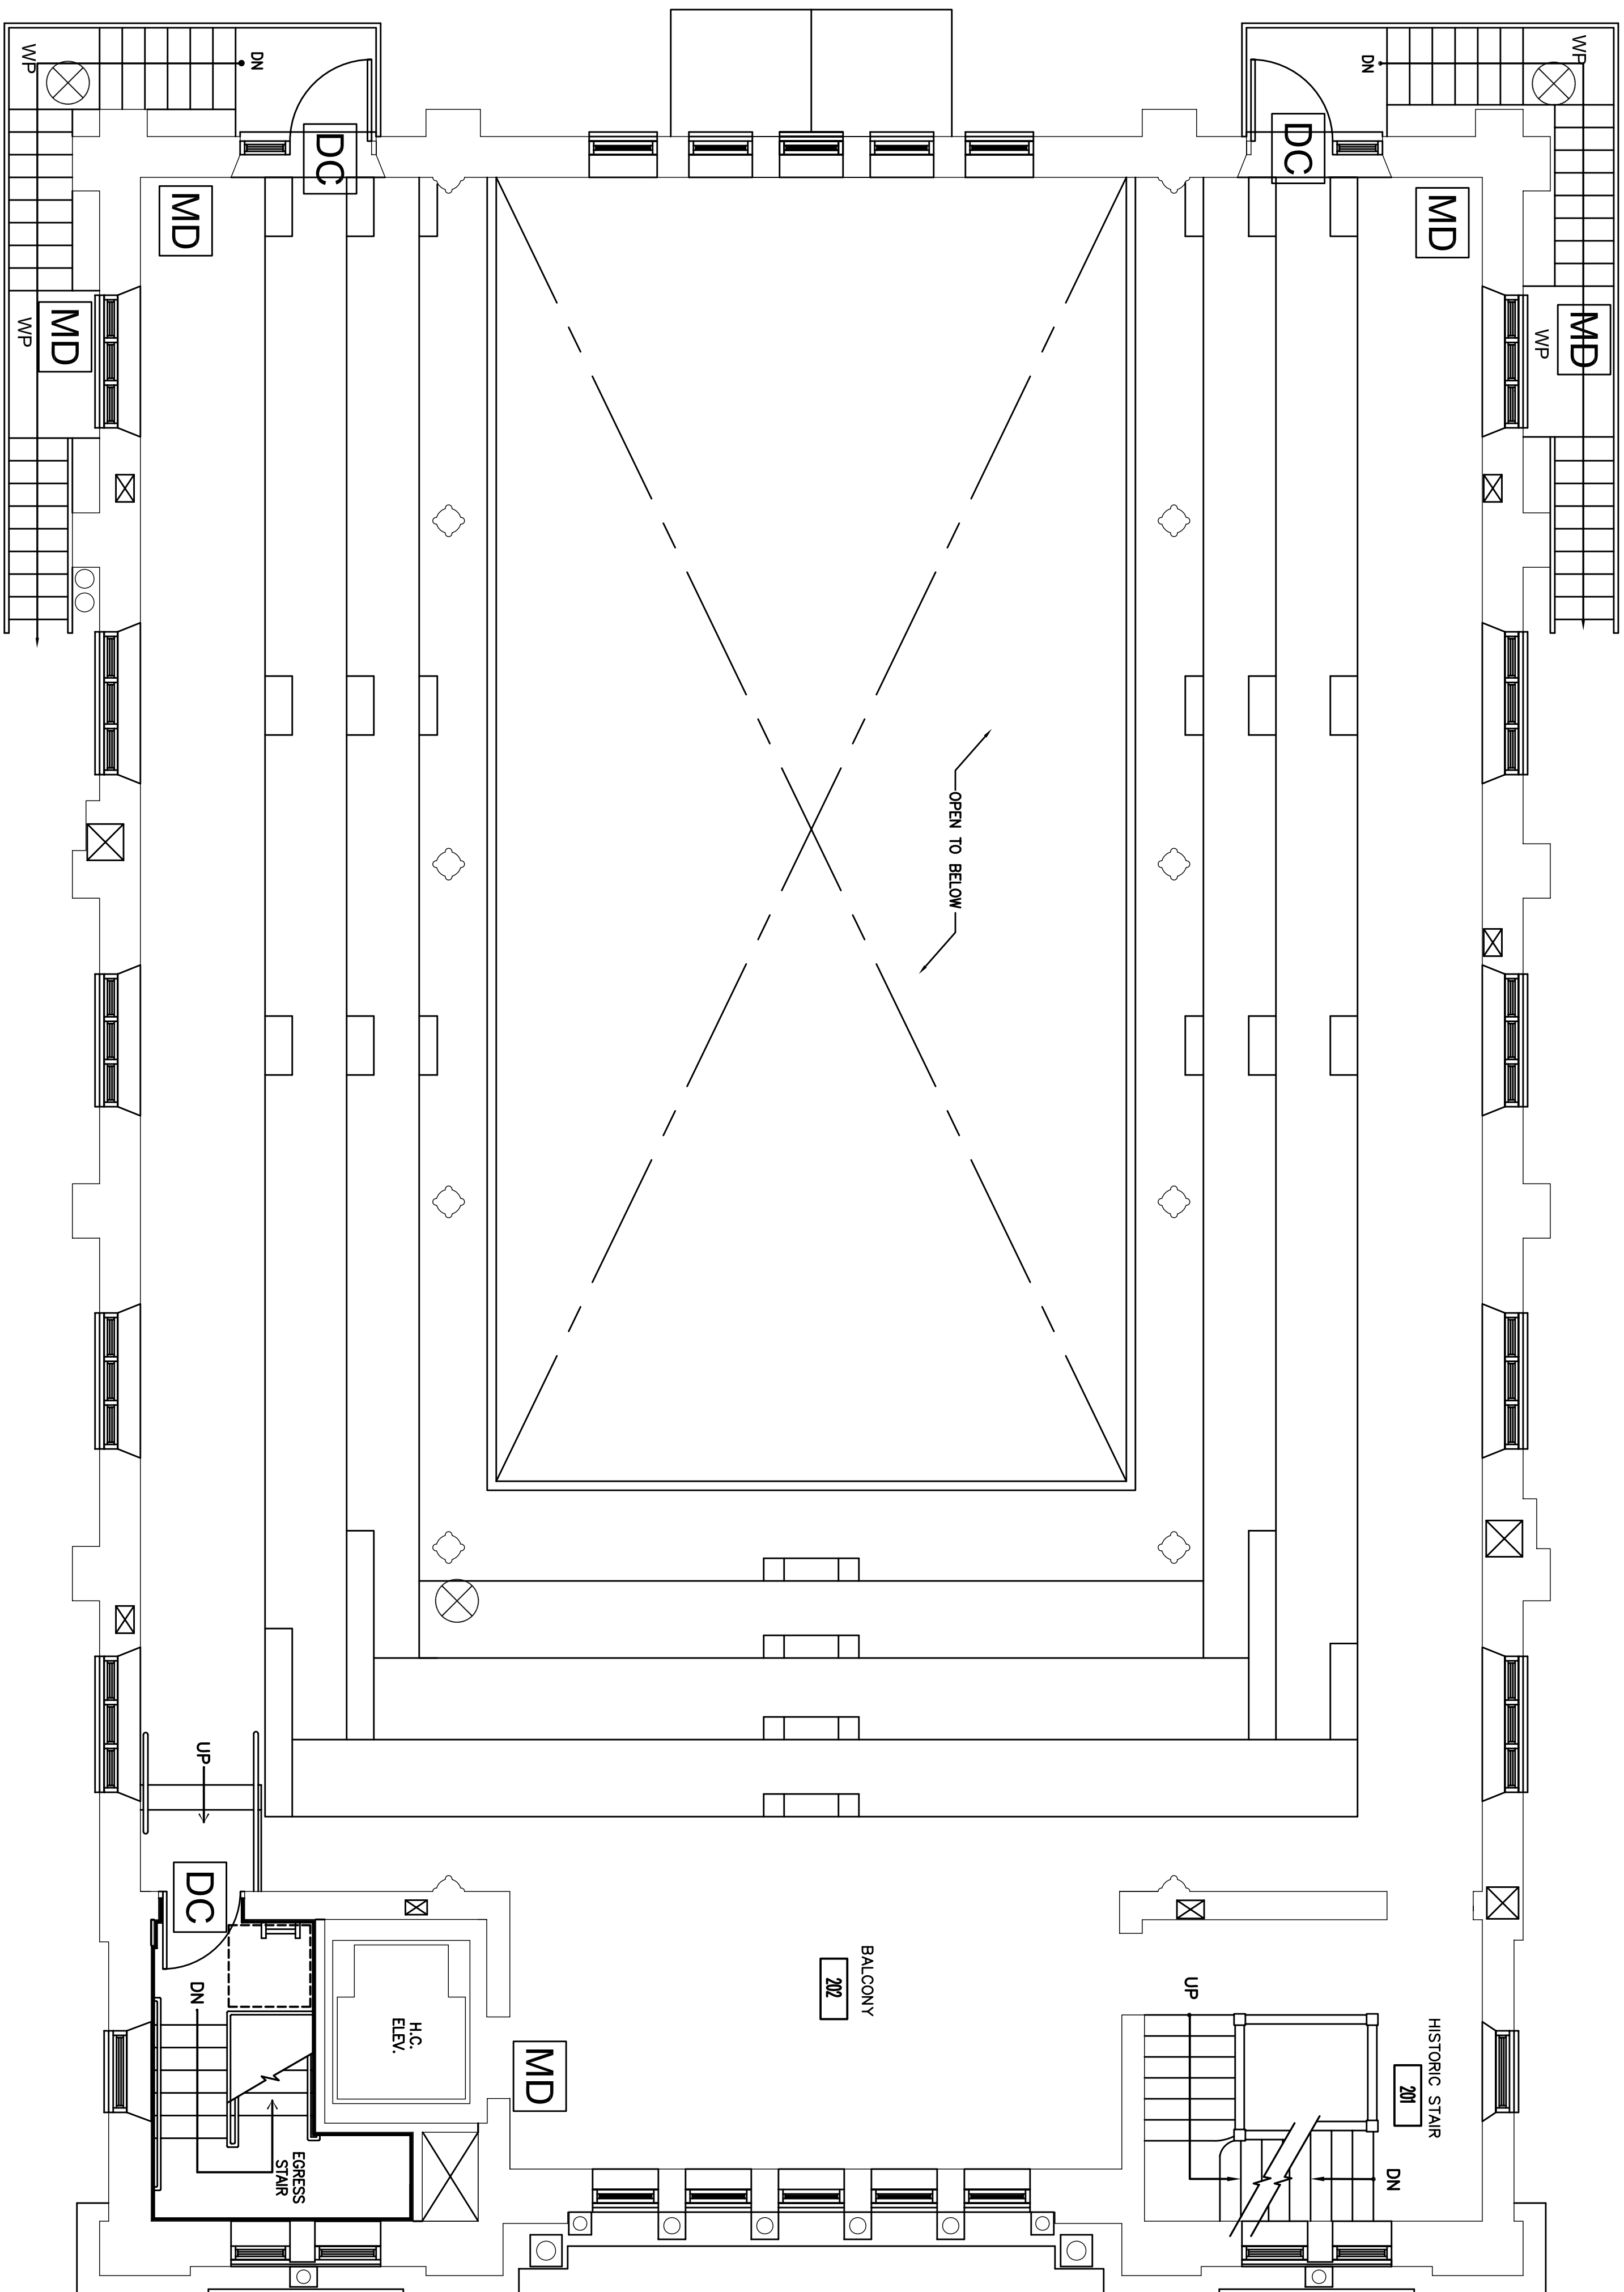 WP
DN
DC
MD
MD
WP
DN
WP
DC
MD
MD
WP
OPEN TO BELOW
UP
DC
DN
H.C.
ELEV.
EGRESS
STAIR
MD
BALCONY
202
UP
HISTORIC STAIR
201
DN